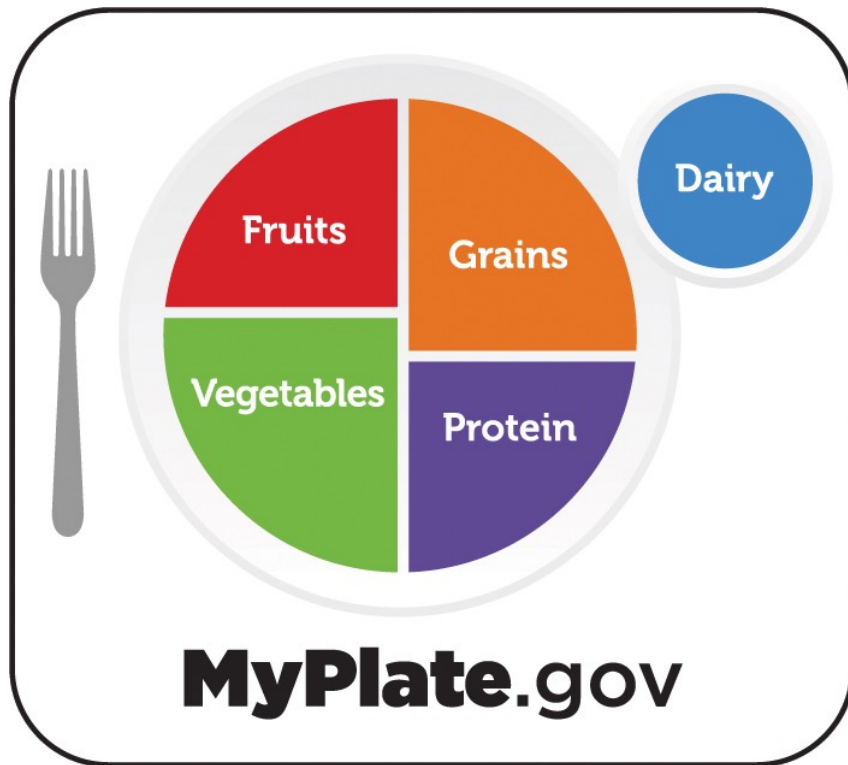 Dairy
Fruits
Grains
Vegetables
Protein
MyPlate.gov